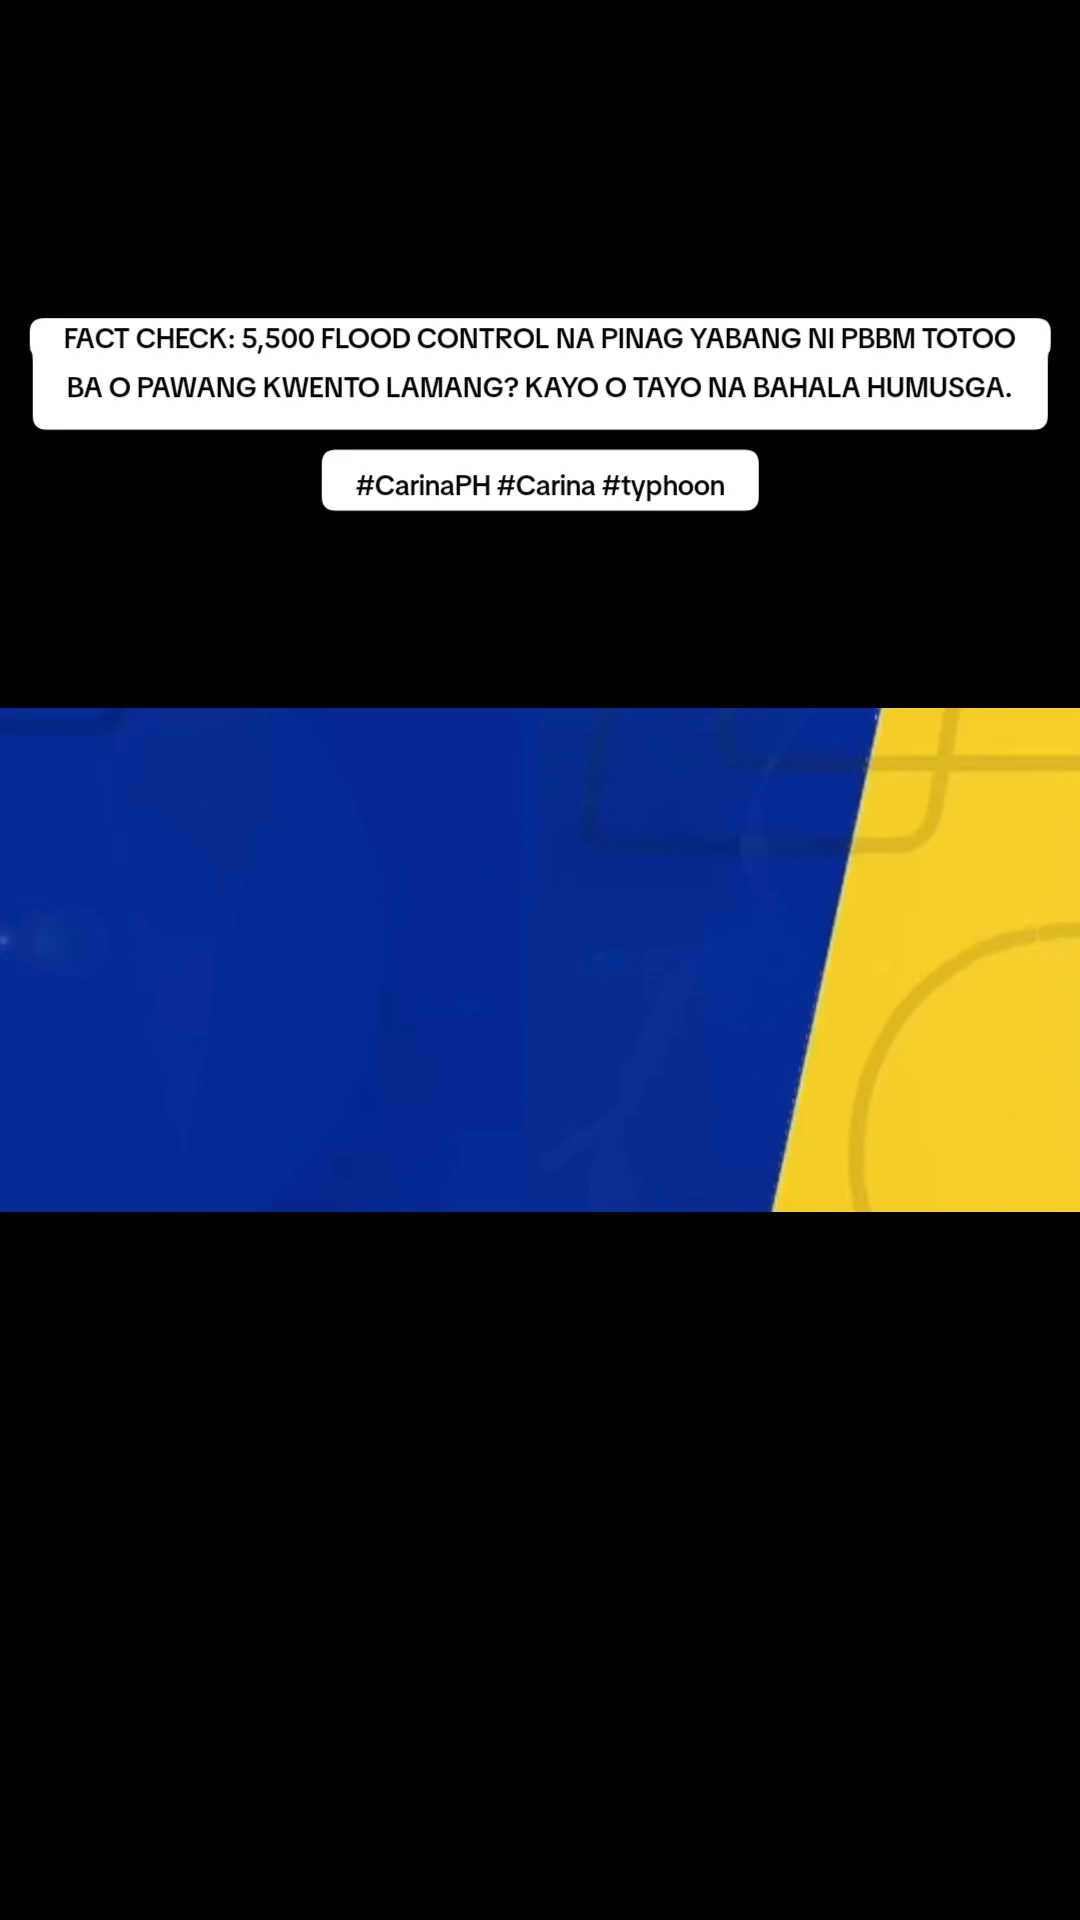 FACT CHECK: 5,500 FLOOD CONTROL NA PINAG YABANG NI PBBM TOTOO
BA O PAWANG KWENTO LAMANG? KAYO O TAYO NA BAHALA HUMUSGA.
#CarinaPH #Carina #typhoon